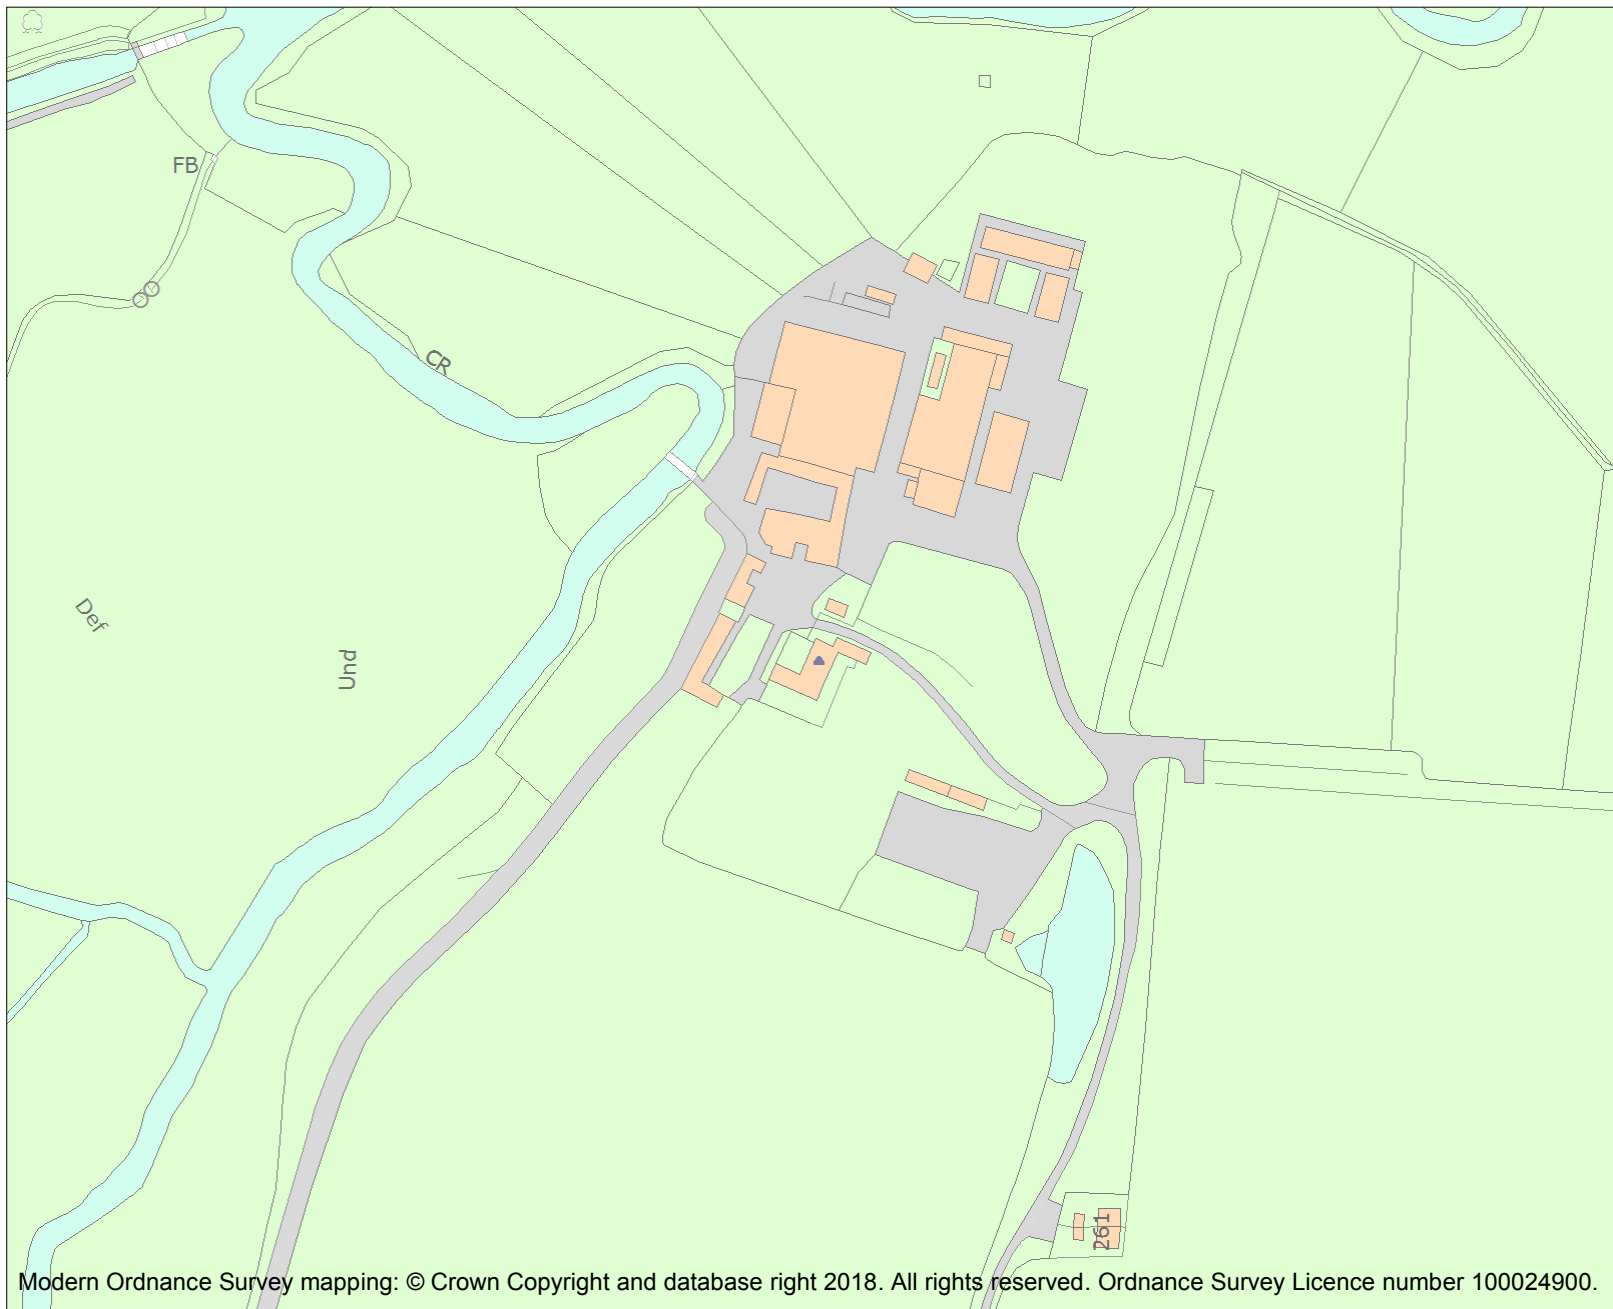 FB
CR
Def
Und
261
Modern Ordnance Survey mapping: © Crown Copyright and database right 2018. All rights reserved. Ordnance Survey Licence number 100024900.